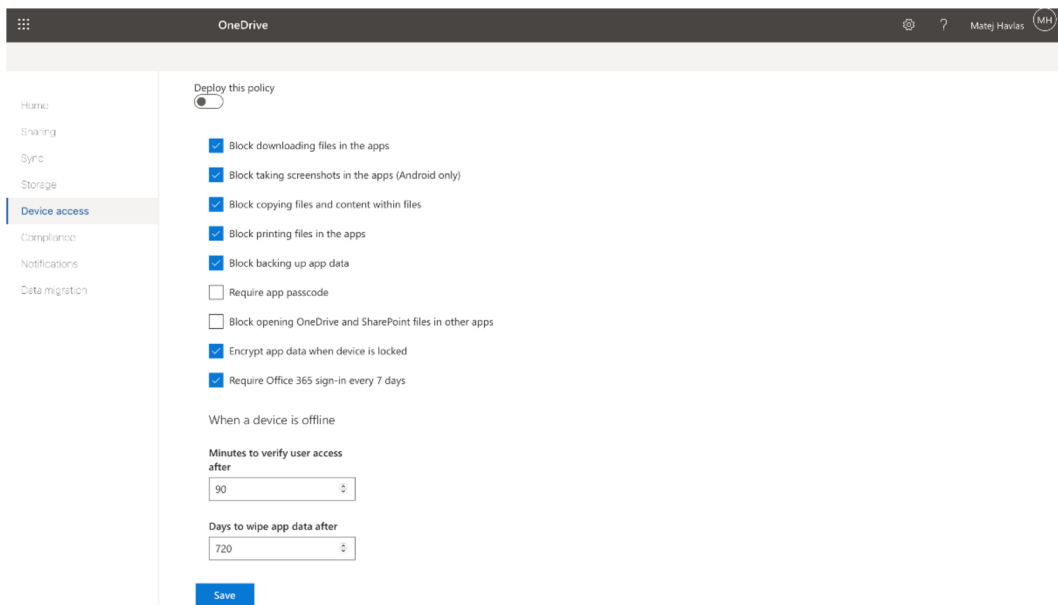 OneDrive
?
Matej Havlas
MH
Home
Sharing
Sync
Storage
Device access
Compliance
Notifications
Data migration
Deploy this policy
Block downloading files in the apps
Block taking screenshots in the apps (Android only)
Block copying files and content within files
Block printing files in the apps
Block backing up app data
Require app passcode
Block opening OneDrive and SharePoint files in other apps
Encrypt app data when device is locked
Require Office 365 sign-in every 7 days
When a device is offline
Minutes to verify user access
after
90
Days to wipe app data after
720
Save